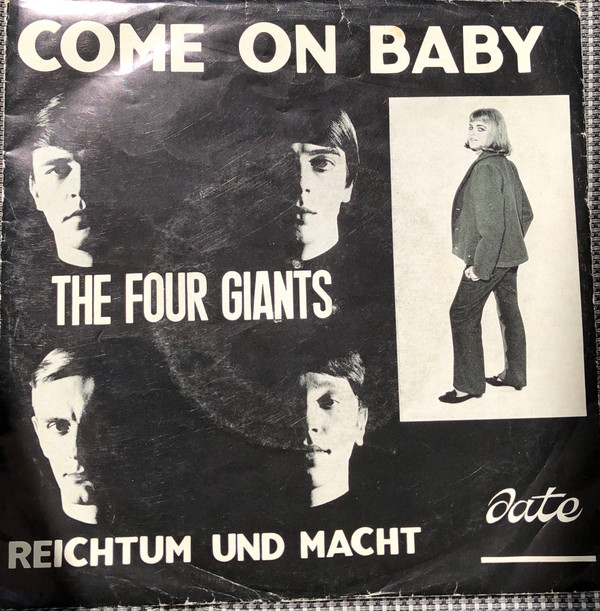 COME ON BABY
THE FOUR GIANTS
REICHTUM UND MACHT
date